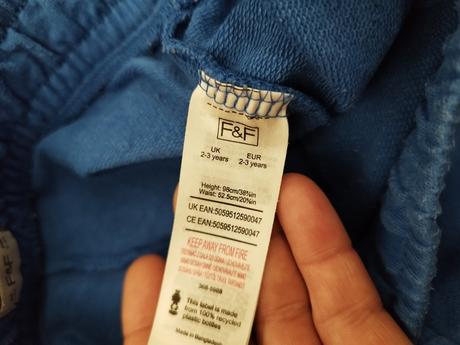 F&F
UK
2-3 years
EUR
2-3 years
Height: 98cm/38½in
Waist: 52.5cm/20½in
UK EAN:5059512590047
CE EAN:5059512590047
KEEP AWAY FROM FIRE
This label is made
from 100% recycled
plastic bottles
Made in Bangladesh
F&F